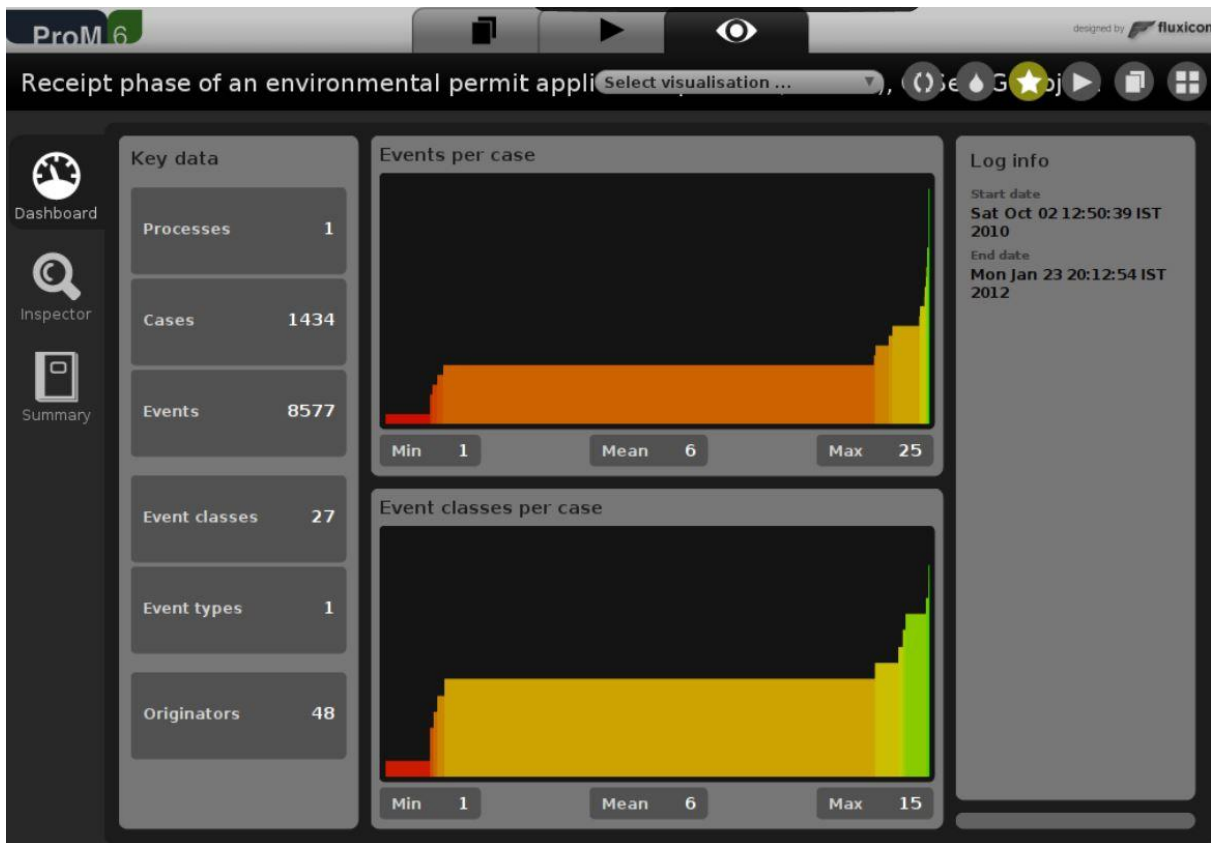 ProM 6
designed by fluxicon
Receipt phase of an environmental permit appli
Select visualisation ...
Dashboard
Inspector
Summary
Key data
Processes 1
Cases 1434
Events 8577
Event classes 27
Event types 1
Originators 48
Events per case
Min 1 Mean 6 Max 25
Event classes per case
Min 1 Mean 6 Max 15
Log info
Start date
Sat Oct 02 12:50:39 IST
2010
End date
Mon Jan 23 20:12:54 IST
2012